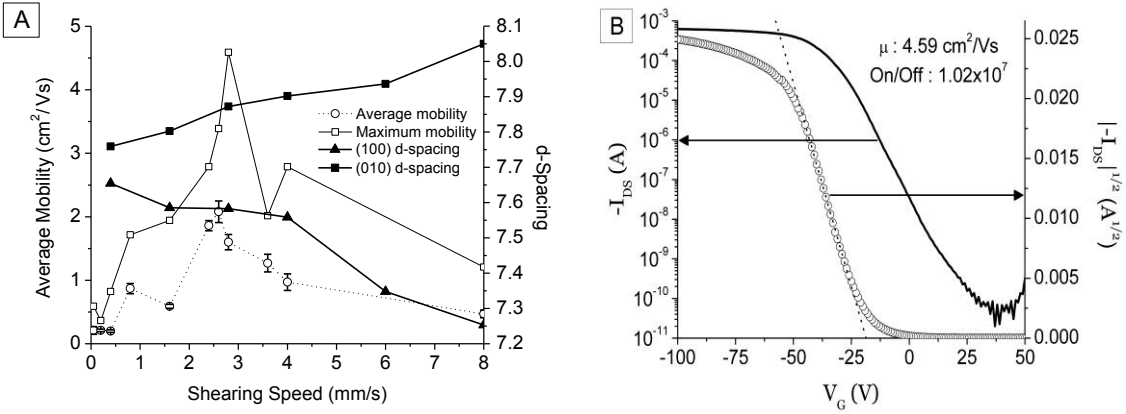 A
5
4
3
2
1
0
Average Mobility (cm²/Vs)
8.1
8.0
7.9
7.8
7.7
7.6
7.5
7.4
7.3
7.2
d-Spacing
Average mobility
Maximum mobility
(100) d-spacing
(010) d-spacing
0 1 2 3 4 5 6 7 8
Shearing Speed (mm/s)
B
10⁻³
10⁻⁴
10⁻⁵
10⁻⁶
10⁻⁷
10⁻⁸
10⁻⁹
10⁻¹⁰
10⁻¹¹
-I_DS (A)
μ : 4.59 cm²/Vs
On/Off : 1.02x10⁷
0.025
0.020
0.015
0.010
0.005
0.000
|-I_DS|^1/2 (A^1/2)
-100 -75 -50 -25 0 25 50
V_G (V)